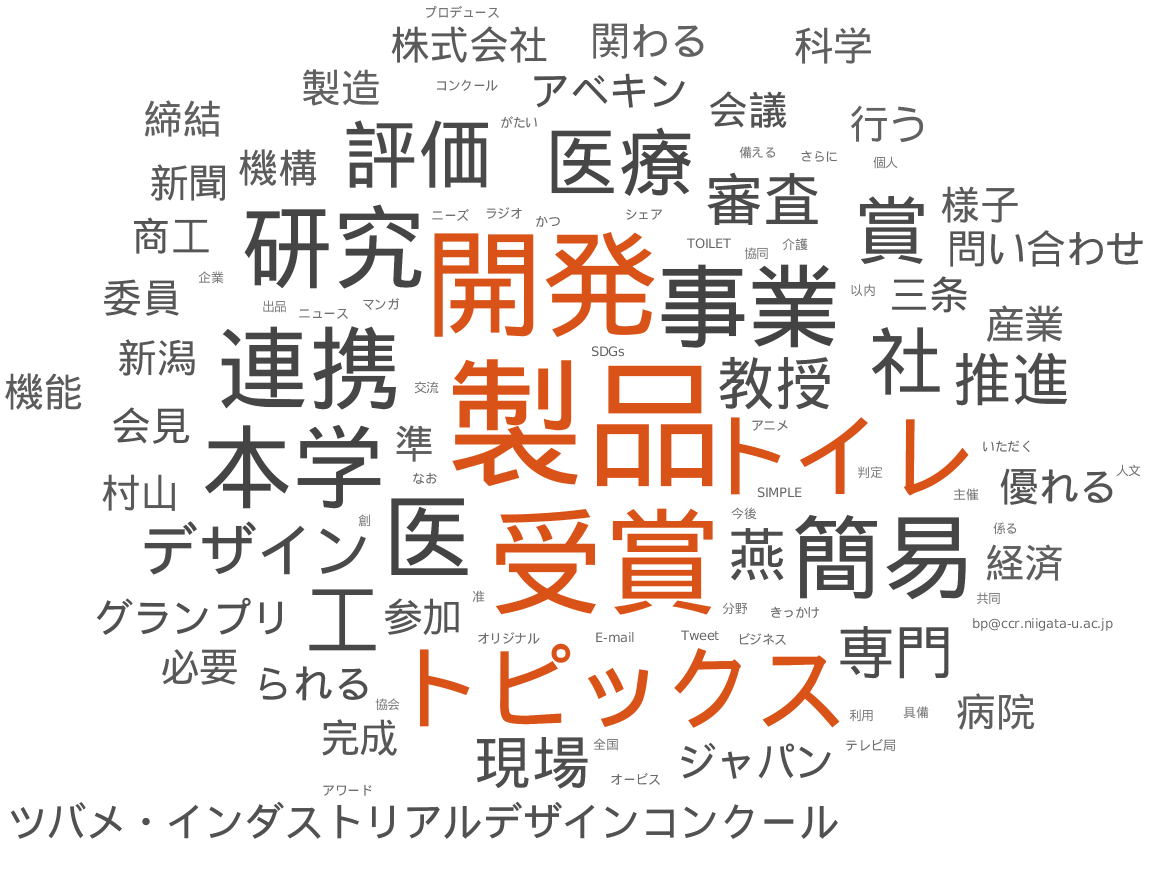 プロデュース
株式会社
関わる
科学
製造
コンクール
アベキン
会議
締結
評価
がたい
医療
行う
新聞
機構
備える
さらに
個人
審査
賞
様子
商工
研究
ニーズ
ラジオ
かつ
シェア
開発
TOILET
協同
介護
事業
問い合わせ
委員
企業
出品
ニュース
マンガ
以内
三条
産業
新潟
連携
交流
SDGs
製品
教授
社
推進
機能
会見
本学
準
なお
トイレ
アニメ
判定
いただく
村山
SIMPLE
主催
優れる
人文
デザイン
創
医
受賞
今後
燕
簡易
係る
経済
グランプリ
工
参加
准
分野
きっかけ
共同
bp@ccr.niigata-u.ac.jp
必要
られる
オリジナル
E-mail
Tweet
ビジネス
専門
トピックス
協会
完成
利用
具備
病院
現場
全国
オービス
ジャパン
テレビ局
アワード
ツバメ・インダストリアルデザインコンクール